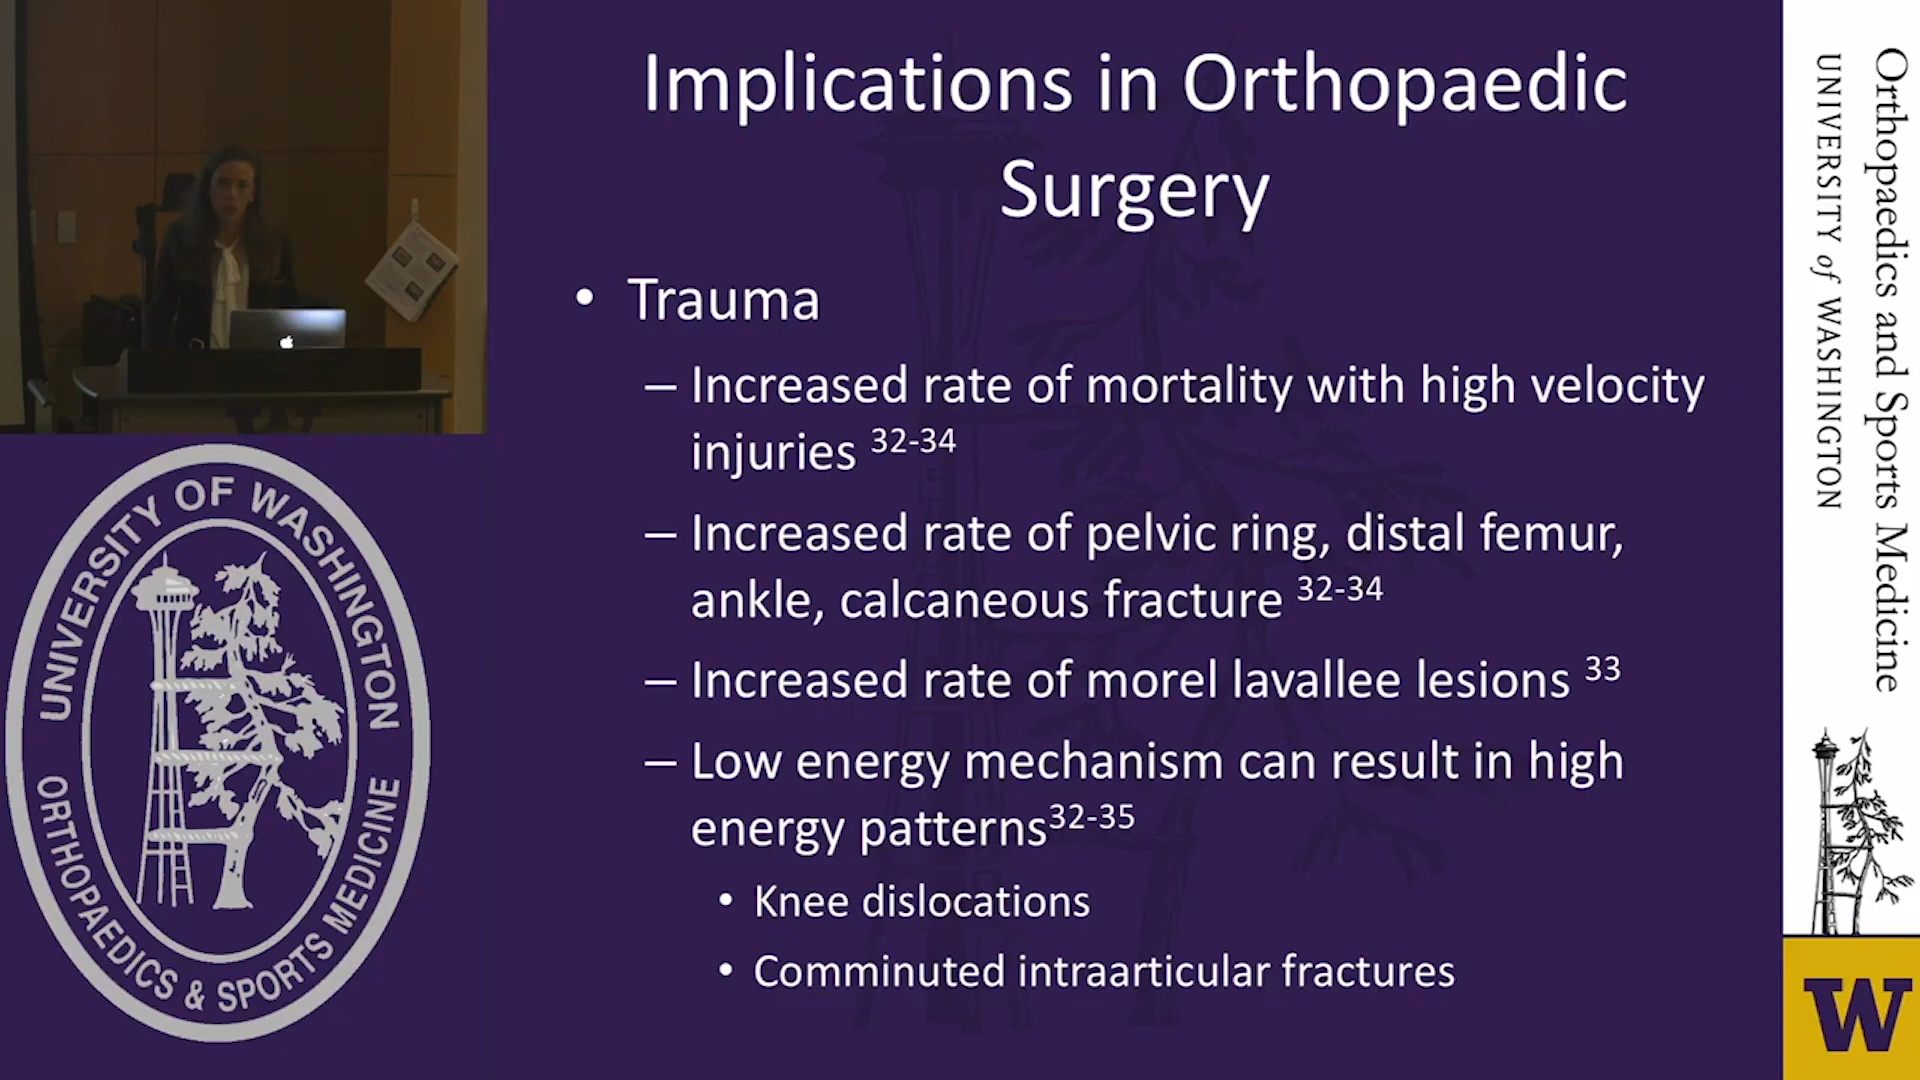 Implications in Orthopaedic
Surgery
• Trauma
– Increased rate of mortality with high velocity
injuries 32-34
– Increased rate of pelvic ring, distal femur,
ankle, calcaneous fracture 32-34
– Increased rate of morel lavallee lesions 33
– Low energy mechanism can result in high
energy patterns32-35
• Knee dislocations
• Comminuted intraarticular fractures
UNIVERSITY OF WASHINGTON
ORTHOPAEDICS & SPORTS MEDICINE
Orthopaedics and Sports Medicine
UNIVERSITY of WASHINGTON
W